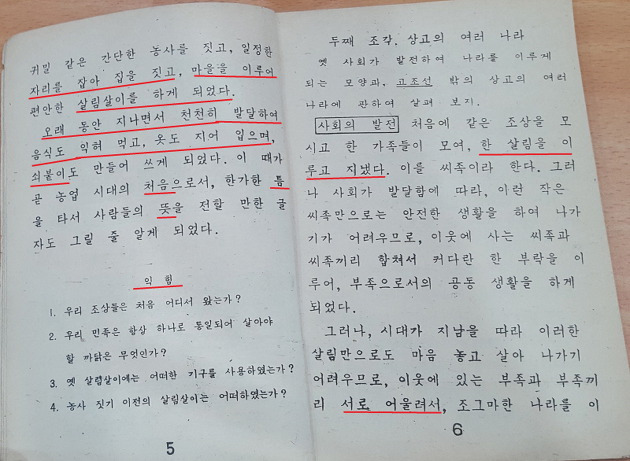 귀밀 같은 간단한 농사를 짓고, 일정한
자리를 잡아 집을 짓고, 마을을 이루어
편안한 살림살이를 하게 되었다.
오래 동안 지나면서 천천히 발달하여
음식도 익혀 먹고, 옷도 지어 입으며,
쇠붙이도 만들어 쓰게 되었다. 이 때가
곧 농업 시대의 처음으로서, 한가한 틈
을 타서 사람들의 뜻을 전할 만한 글
자도 그릴 줄 알게 되었다.
익 힘
1. 우리 조상들은 처음 어디서 왔는가?
2. 우리 민족은 항상 하나로 통일되어 살아야
할 까닭은 무엇인가?
3. 옛 살림살이에는 어떠한 기구를 사용하였는가?
4. 농사 짓기 이전의 살림살이는 어떠하였는가?
5
두째 조각. 상고의 여러 나라
옛 사회가 발전하여 나라를 이루게
되는 모양과, 고조선 밖의 상고의 여러
나라에 관하여 살펴 보기.
사회의 발전 처음에 같은 조상을 모
시고 한 가족들이 모여, 한 살림을 이
루고 지냈다. 이를 씨족이라 한다. 그러
나 사회가 발달함에 따라, 이런 작은
씨족만으로는 안전한 생활을 하여 나가
기가 어려우므로, 이웃에 사는 씨족과
씨족끼리 합쳐서 커다란 한 부락을 이
루어, 부족으로서의 공동 생활을 하게
되었다.
그러나, 시대가 지남을 따라 이러한
살림만으로도 마음 놓고 살아 나가기
어려우므로, 이웃에 있는 부족과 부족끼
리 서로 어울려서, 조그마한 나라를 이
6